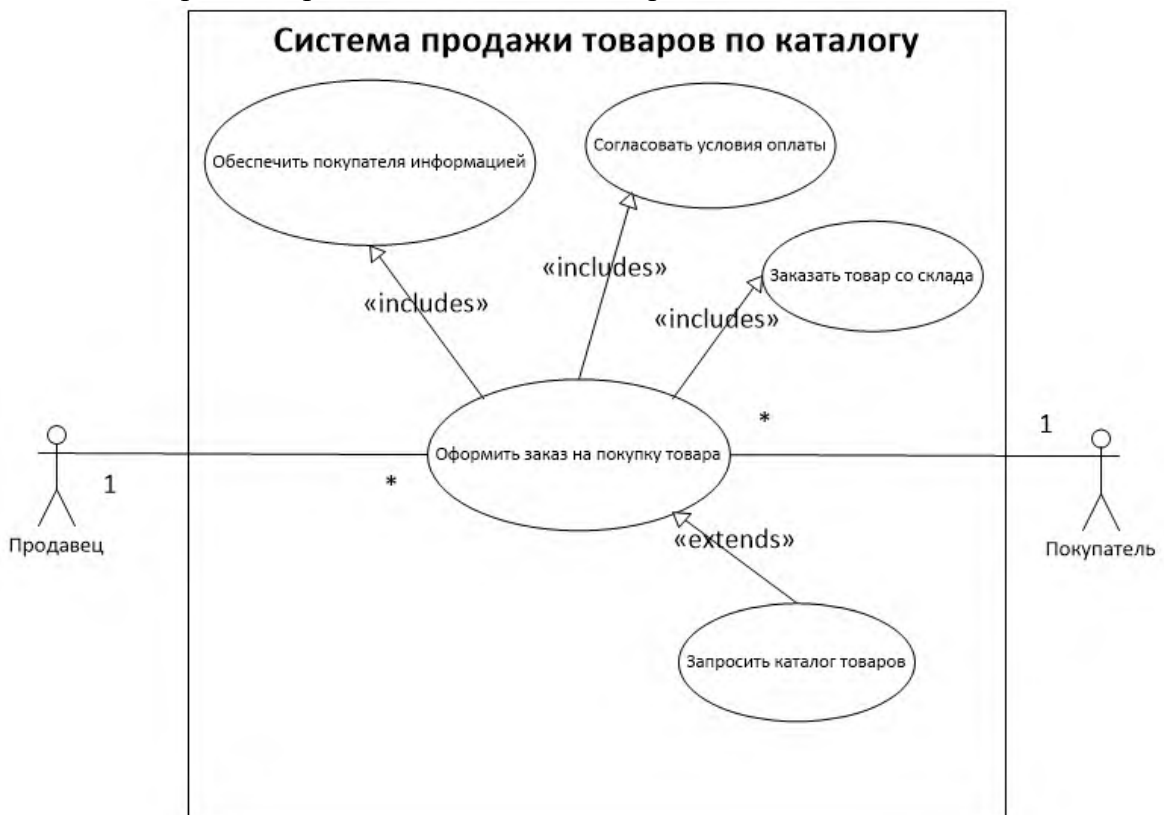 Система продажи товаров по каталогу
Обеспечить покупателя информацией
Согласовать условия оплаты
Заказать товар со склада
«includes»
«includes»
«includes»
Оформить заказ на покупку товара
*
1
1
*
Продавец
Покупатель
«extends»
Запросить каталог товаров